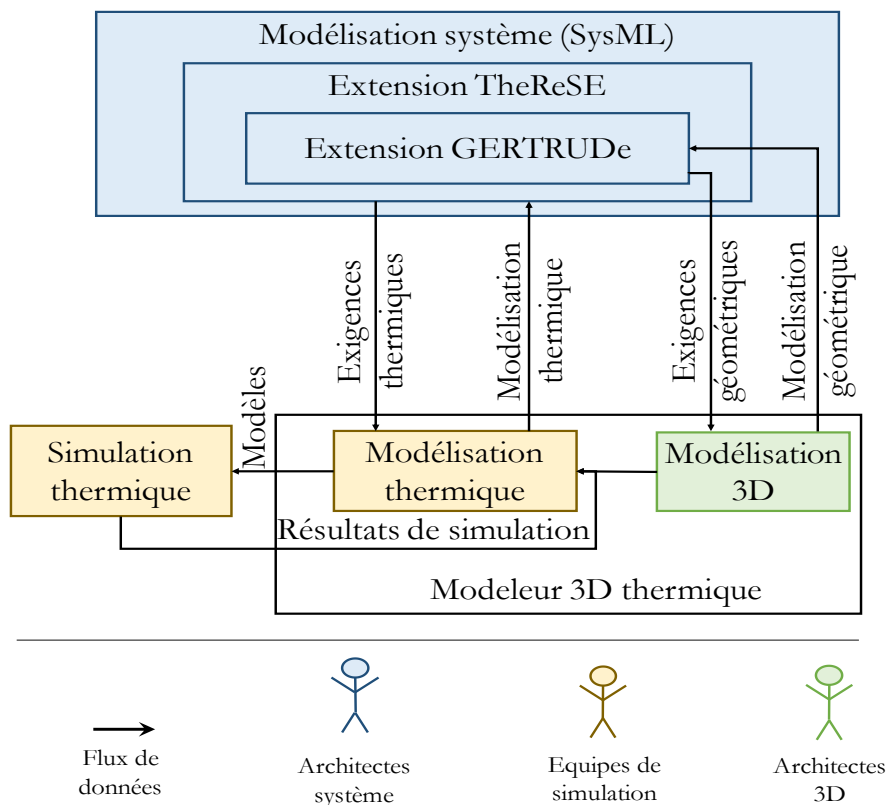 Modélisation système (SysML)
Extension TheReSE
Extension GERTRUDe
Exigences
thermiques
Modélisation
thermique
Exigences
géométriques
Modélisation
géométrique
Modèles
Simulation
thermique
Modélisation
thermique
Modélisation
3D
Résultats de simulation
Modeleur 3D thermique
Flux de
données
Architectes
système
Equipes de
simulation
Architectes
3D